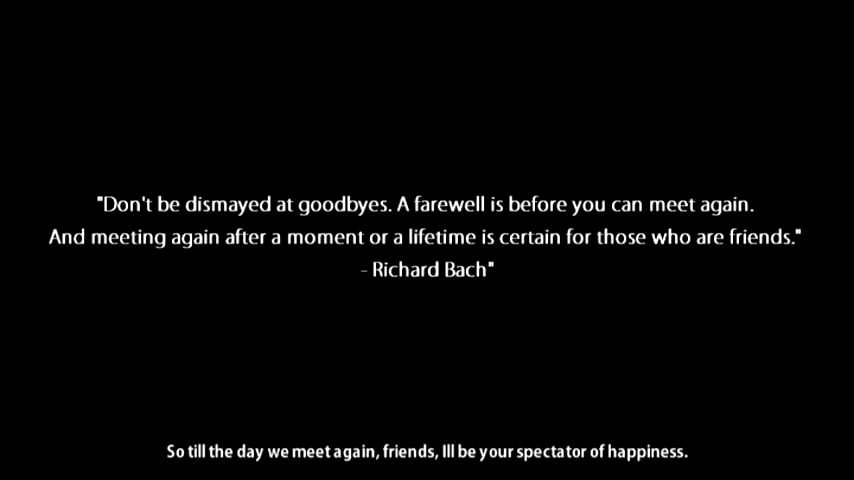 "Don't be dismayed at goodbyes. A farewell is before you can meet again.
And meeting again after a moment or a lifetime is certain for those who are friends."
- Richard Bach"
So till the day we meet again, friends, Ill be your spectator of happiness.